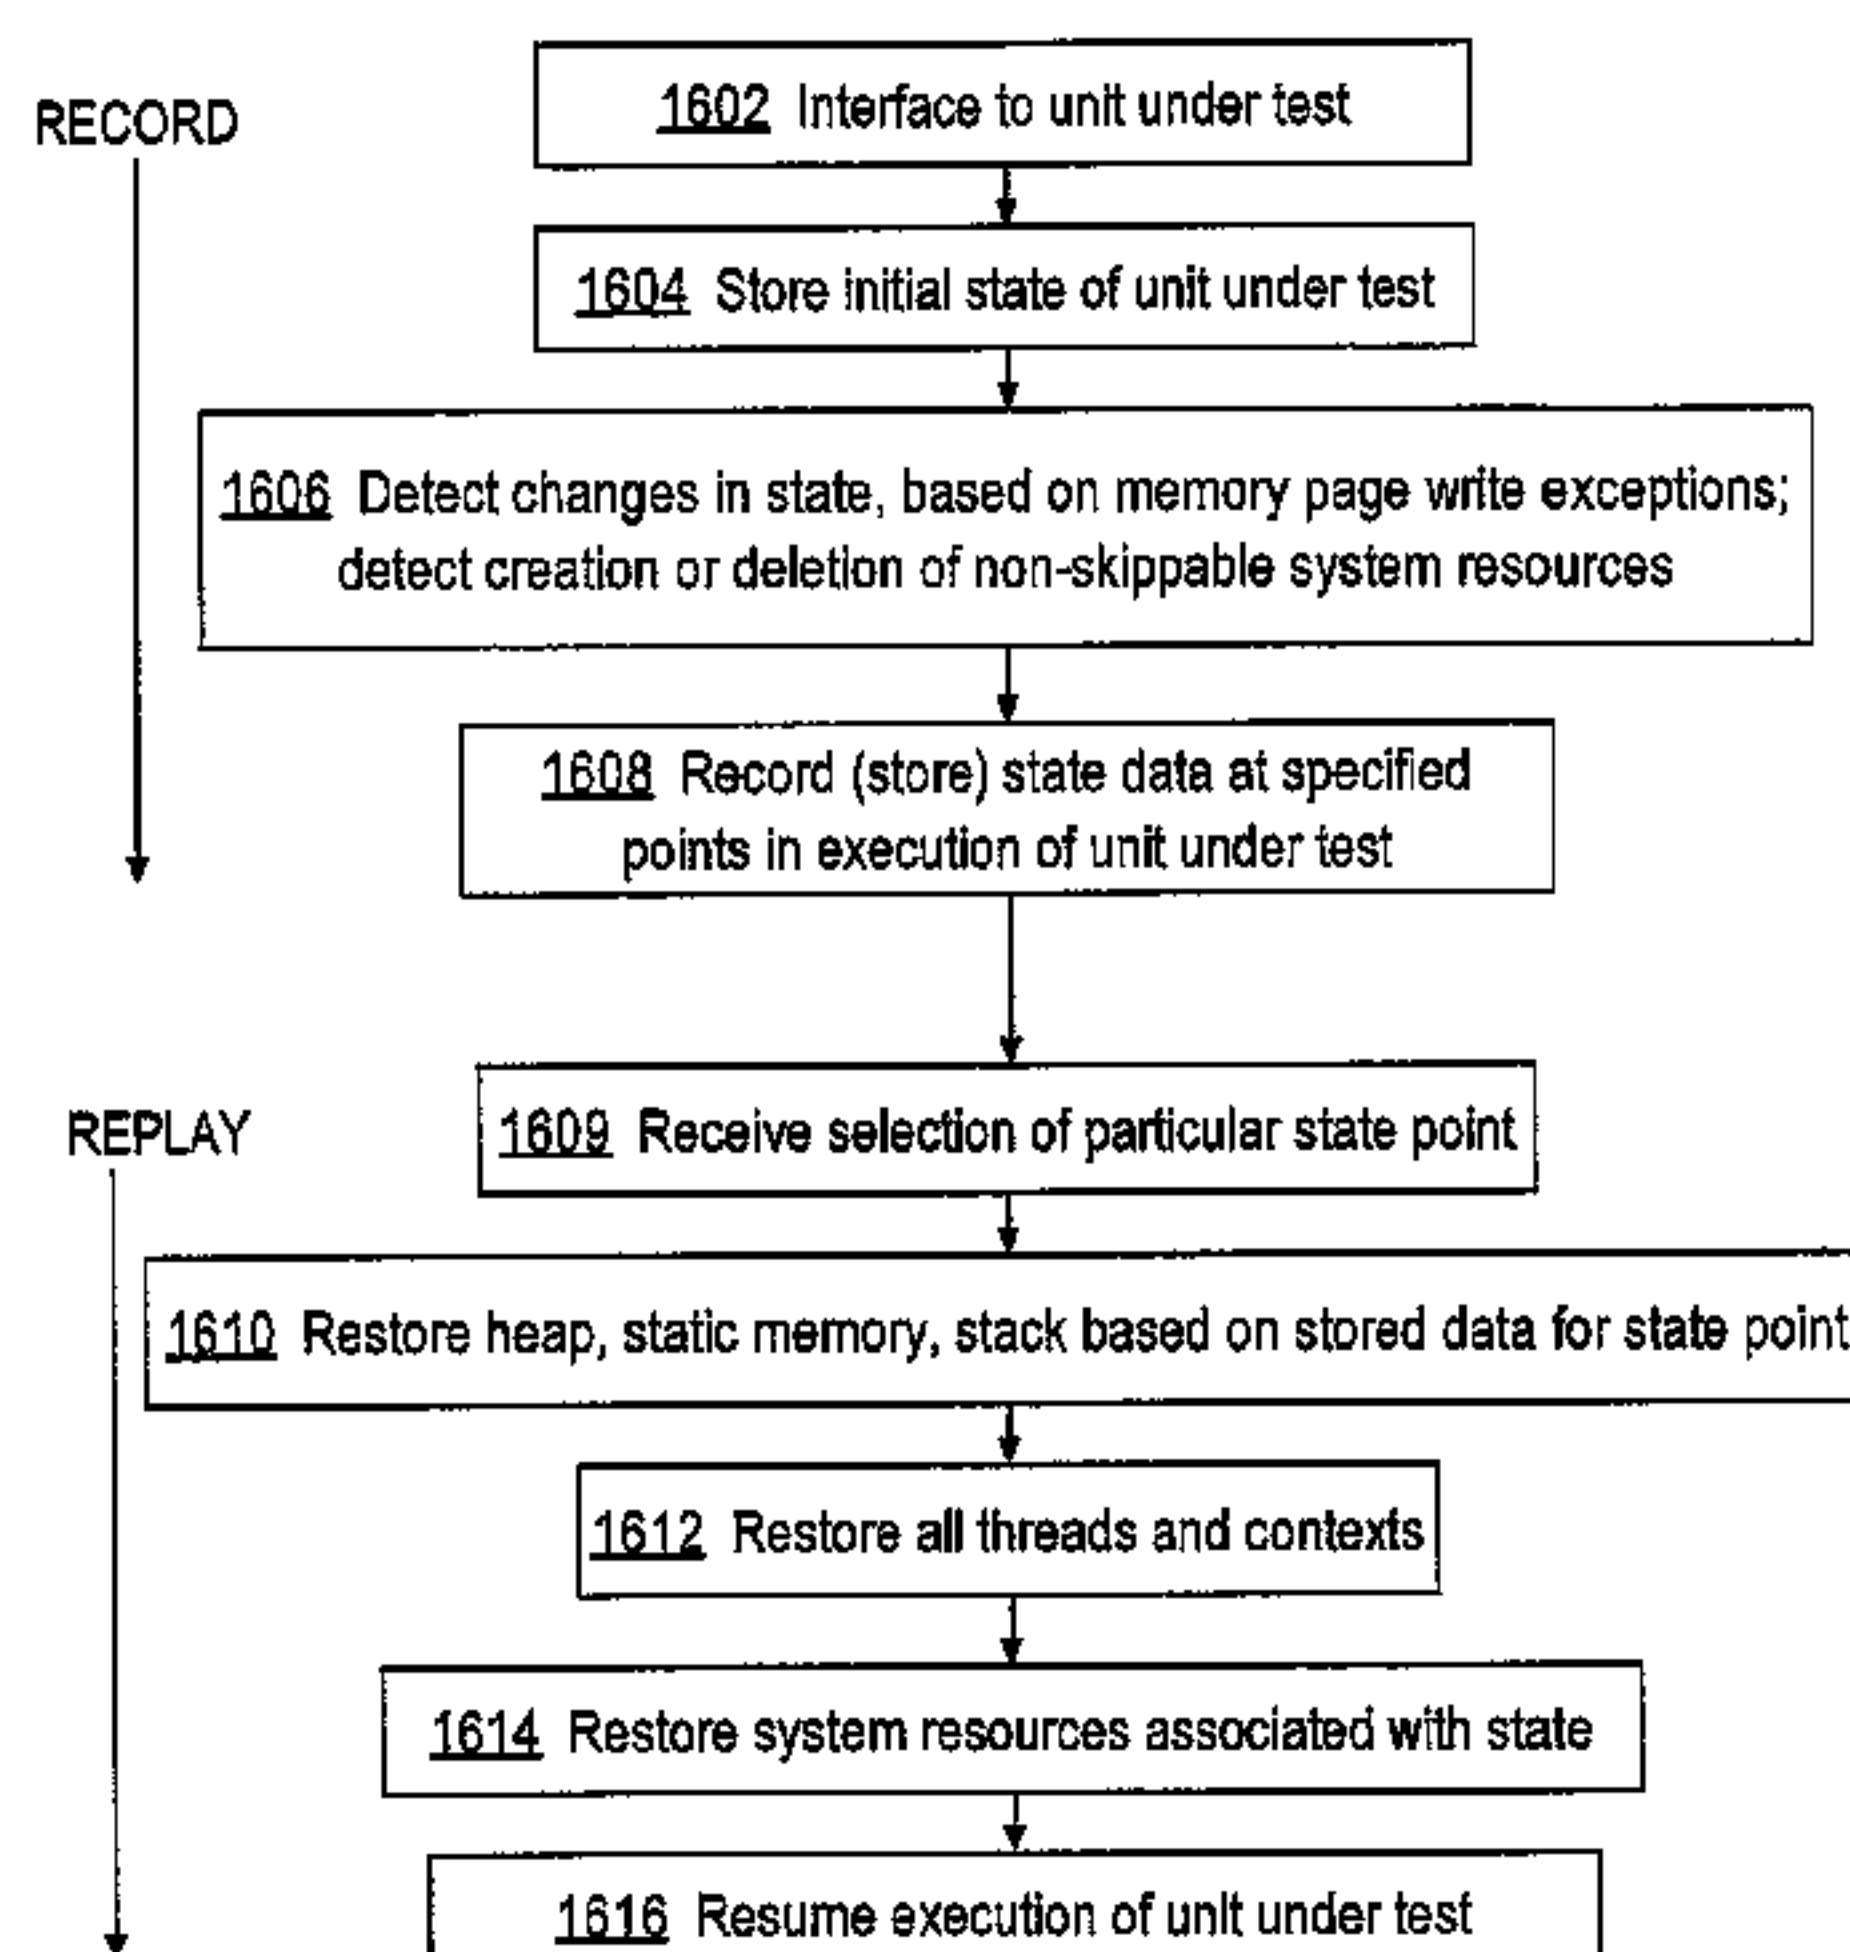 RECORD
1602 Interface to unit under test
1604 Store initial state of unit under test
1606 Detect changes in state, based on memory page write exceptions;
detect creation or deletion of non-skippable system resources
1608 Record (store) state data at specified
points in execution of unit under test
REPLAY
1609 Receive selection of particular state point
1610 Restore heap, static memory, stack based on stored data for state point
1612 Restore all threads and contexts
1614 Restore system resources associated with state
1616 Resume execution of unit under test